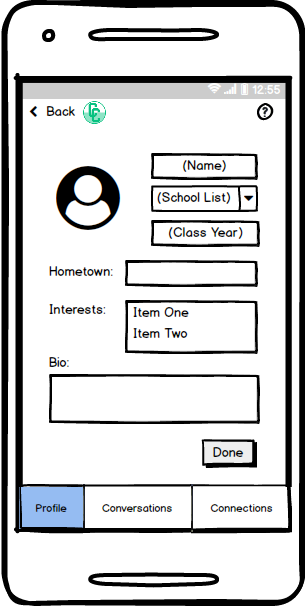 12:55
Back
CC
?
(Name)
(School List)
(Class Year)
Hometown:
Interests:
Item One
Item Two
Bio:
Done
Profile Conversations Connections